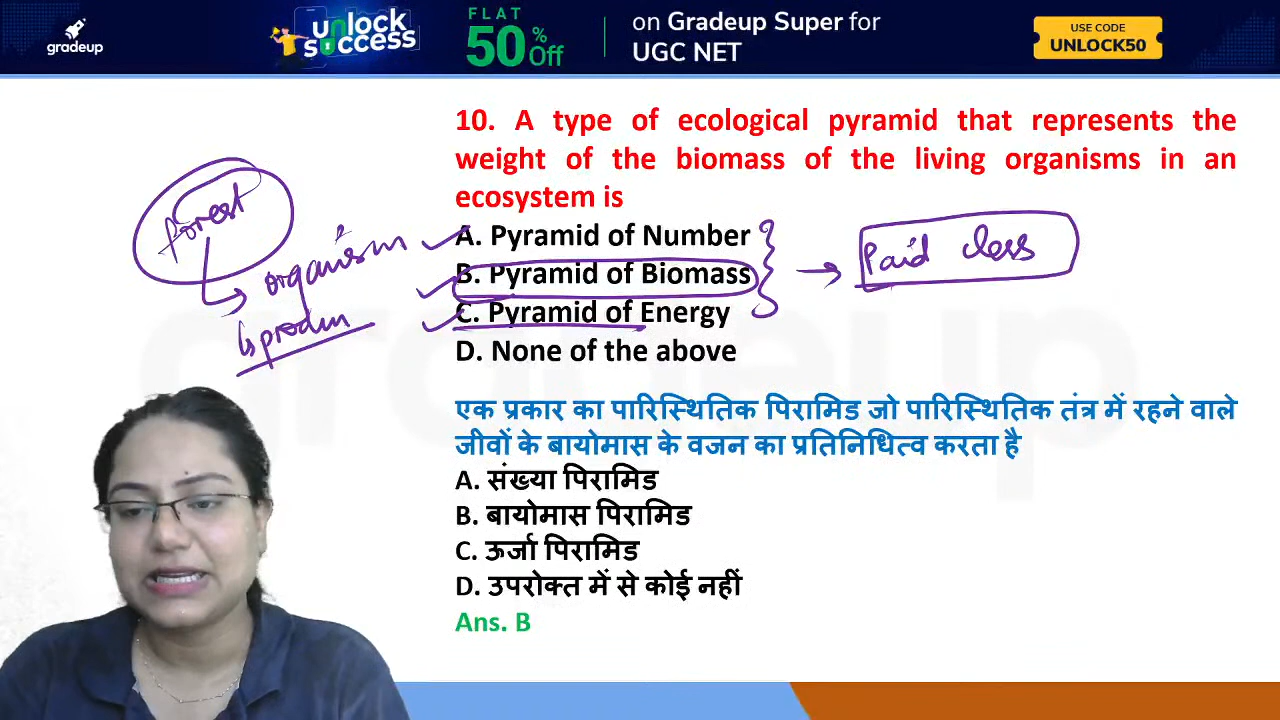 gradeup
unlock
success
FLAT
50% Off
on Gradeup Super for
UGC NET
USE CODE
UNLOCK50
10. A type of ecological pyramid that represents the
weight of the biomass of the living organisms in an
ecosystem is
A. Pyramid of Number
B. Pyramid of Biomass
C. Pyramid of Energy
D. None of the above
forest
organism
Paid class
एक प्रकार का पारिस्थितिक पिरामिड जो पारिस्थितिक तंत्र में रहने वाले
जीवों के बायोमास के वजन का प्रतिनिधित्व करता है
A. संख्या पिरामिड
B. बायोमास पिरामिड
C. ऊर्जा पिरामिड
D. उपरोक्त में से कोई नहीं
Ans. B
gradeup